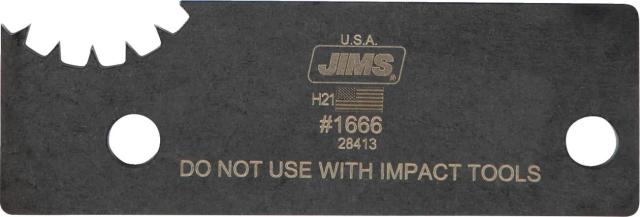 U.S.A.
JIMS®
H21
#1666
28413
DO NOT USE WITH IMPACT TOOLS